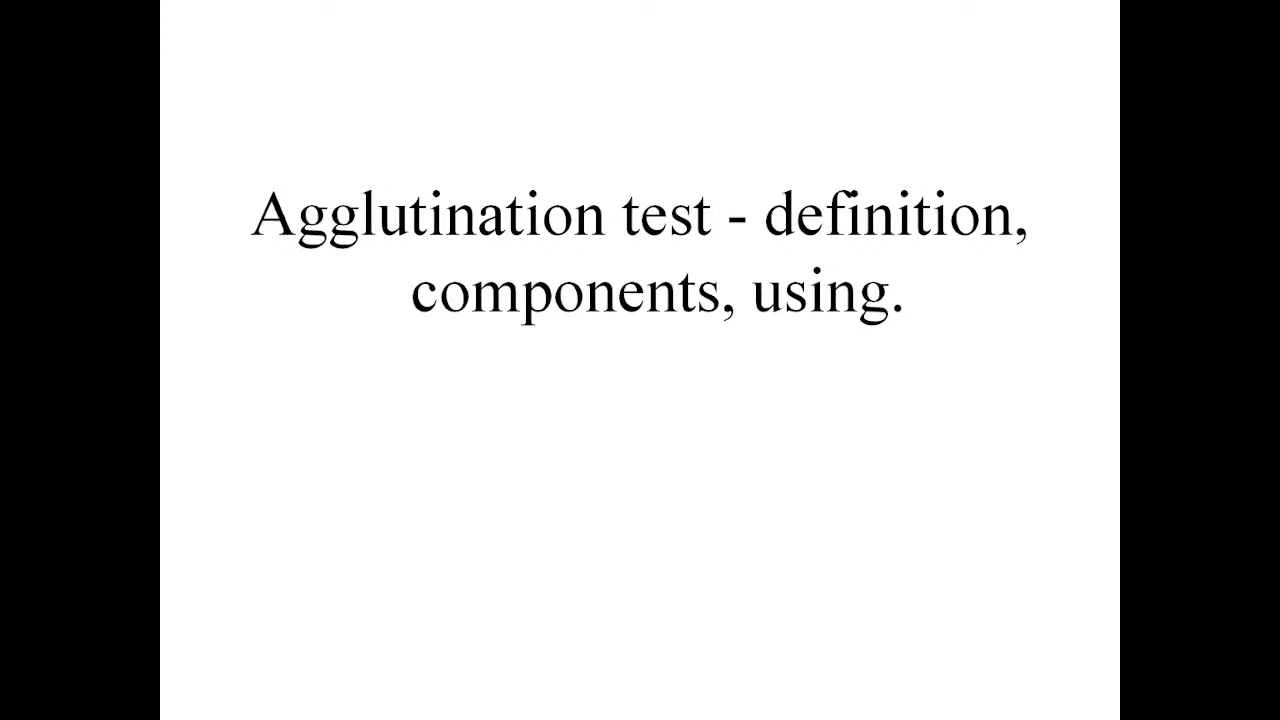 Agglutination test - definition,
components, using.